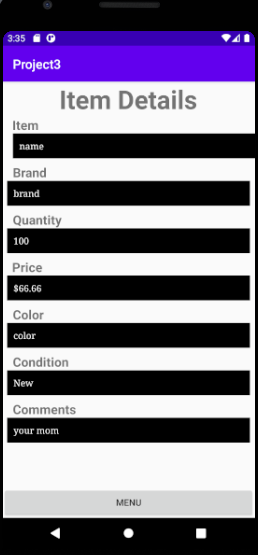 3:35
Project3
Item Details
Item
name
Brand
brand
Quantity
100
Price
$66.66
Color
color
Condition
New
Comments
your mom
MENU